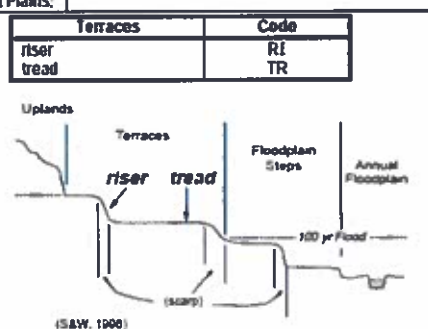 Plains:
Terraces Code
riser RI
tread TR
Uplands
Terraces
Floodplain
Steps
Annual
Floodplain
riser tread
100 yr Flood
(scarp)
(S&W, 1996)